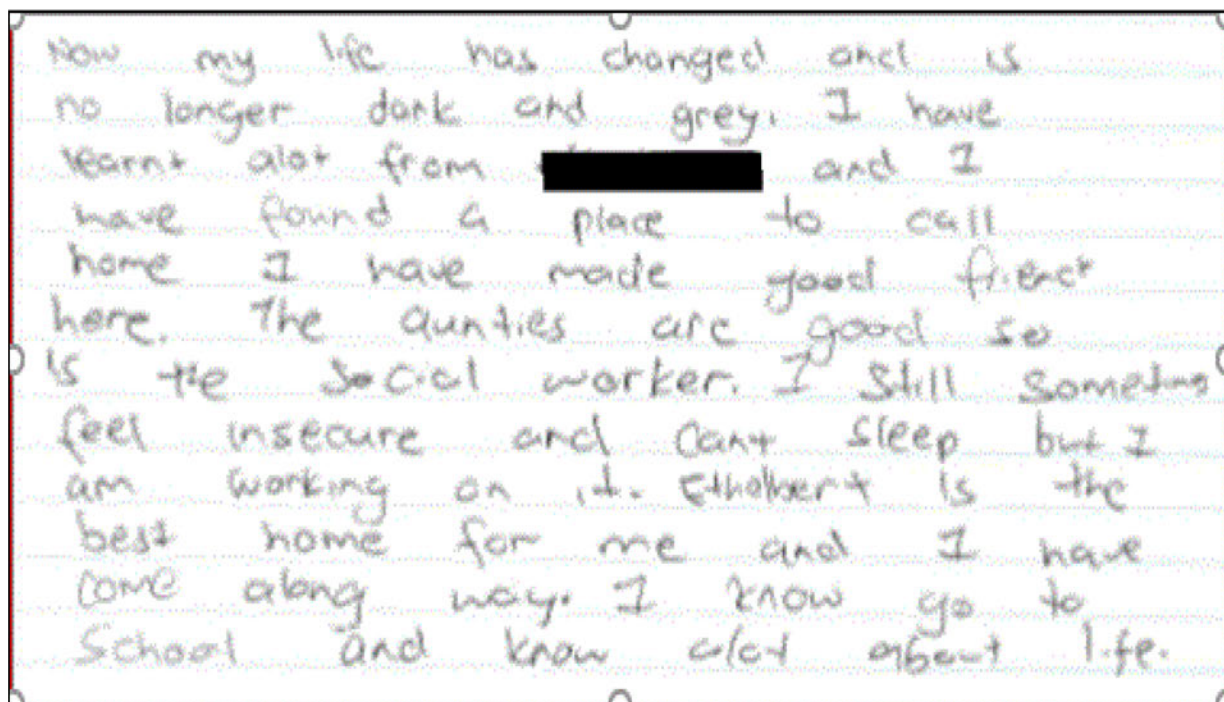 Now my life has changed and is
no longer dark and grey. I have
learnt alot from and I
have found a place to call
home I have made good friend
here. The aunties are good so
is the social worker. I still
feel insecure and cant sleep but I
am working on it. Ethelbert is the
best home for me and I have
come along way. I know go to
school and know alot about life.